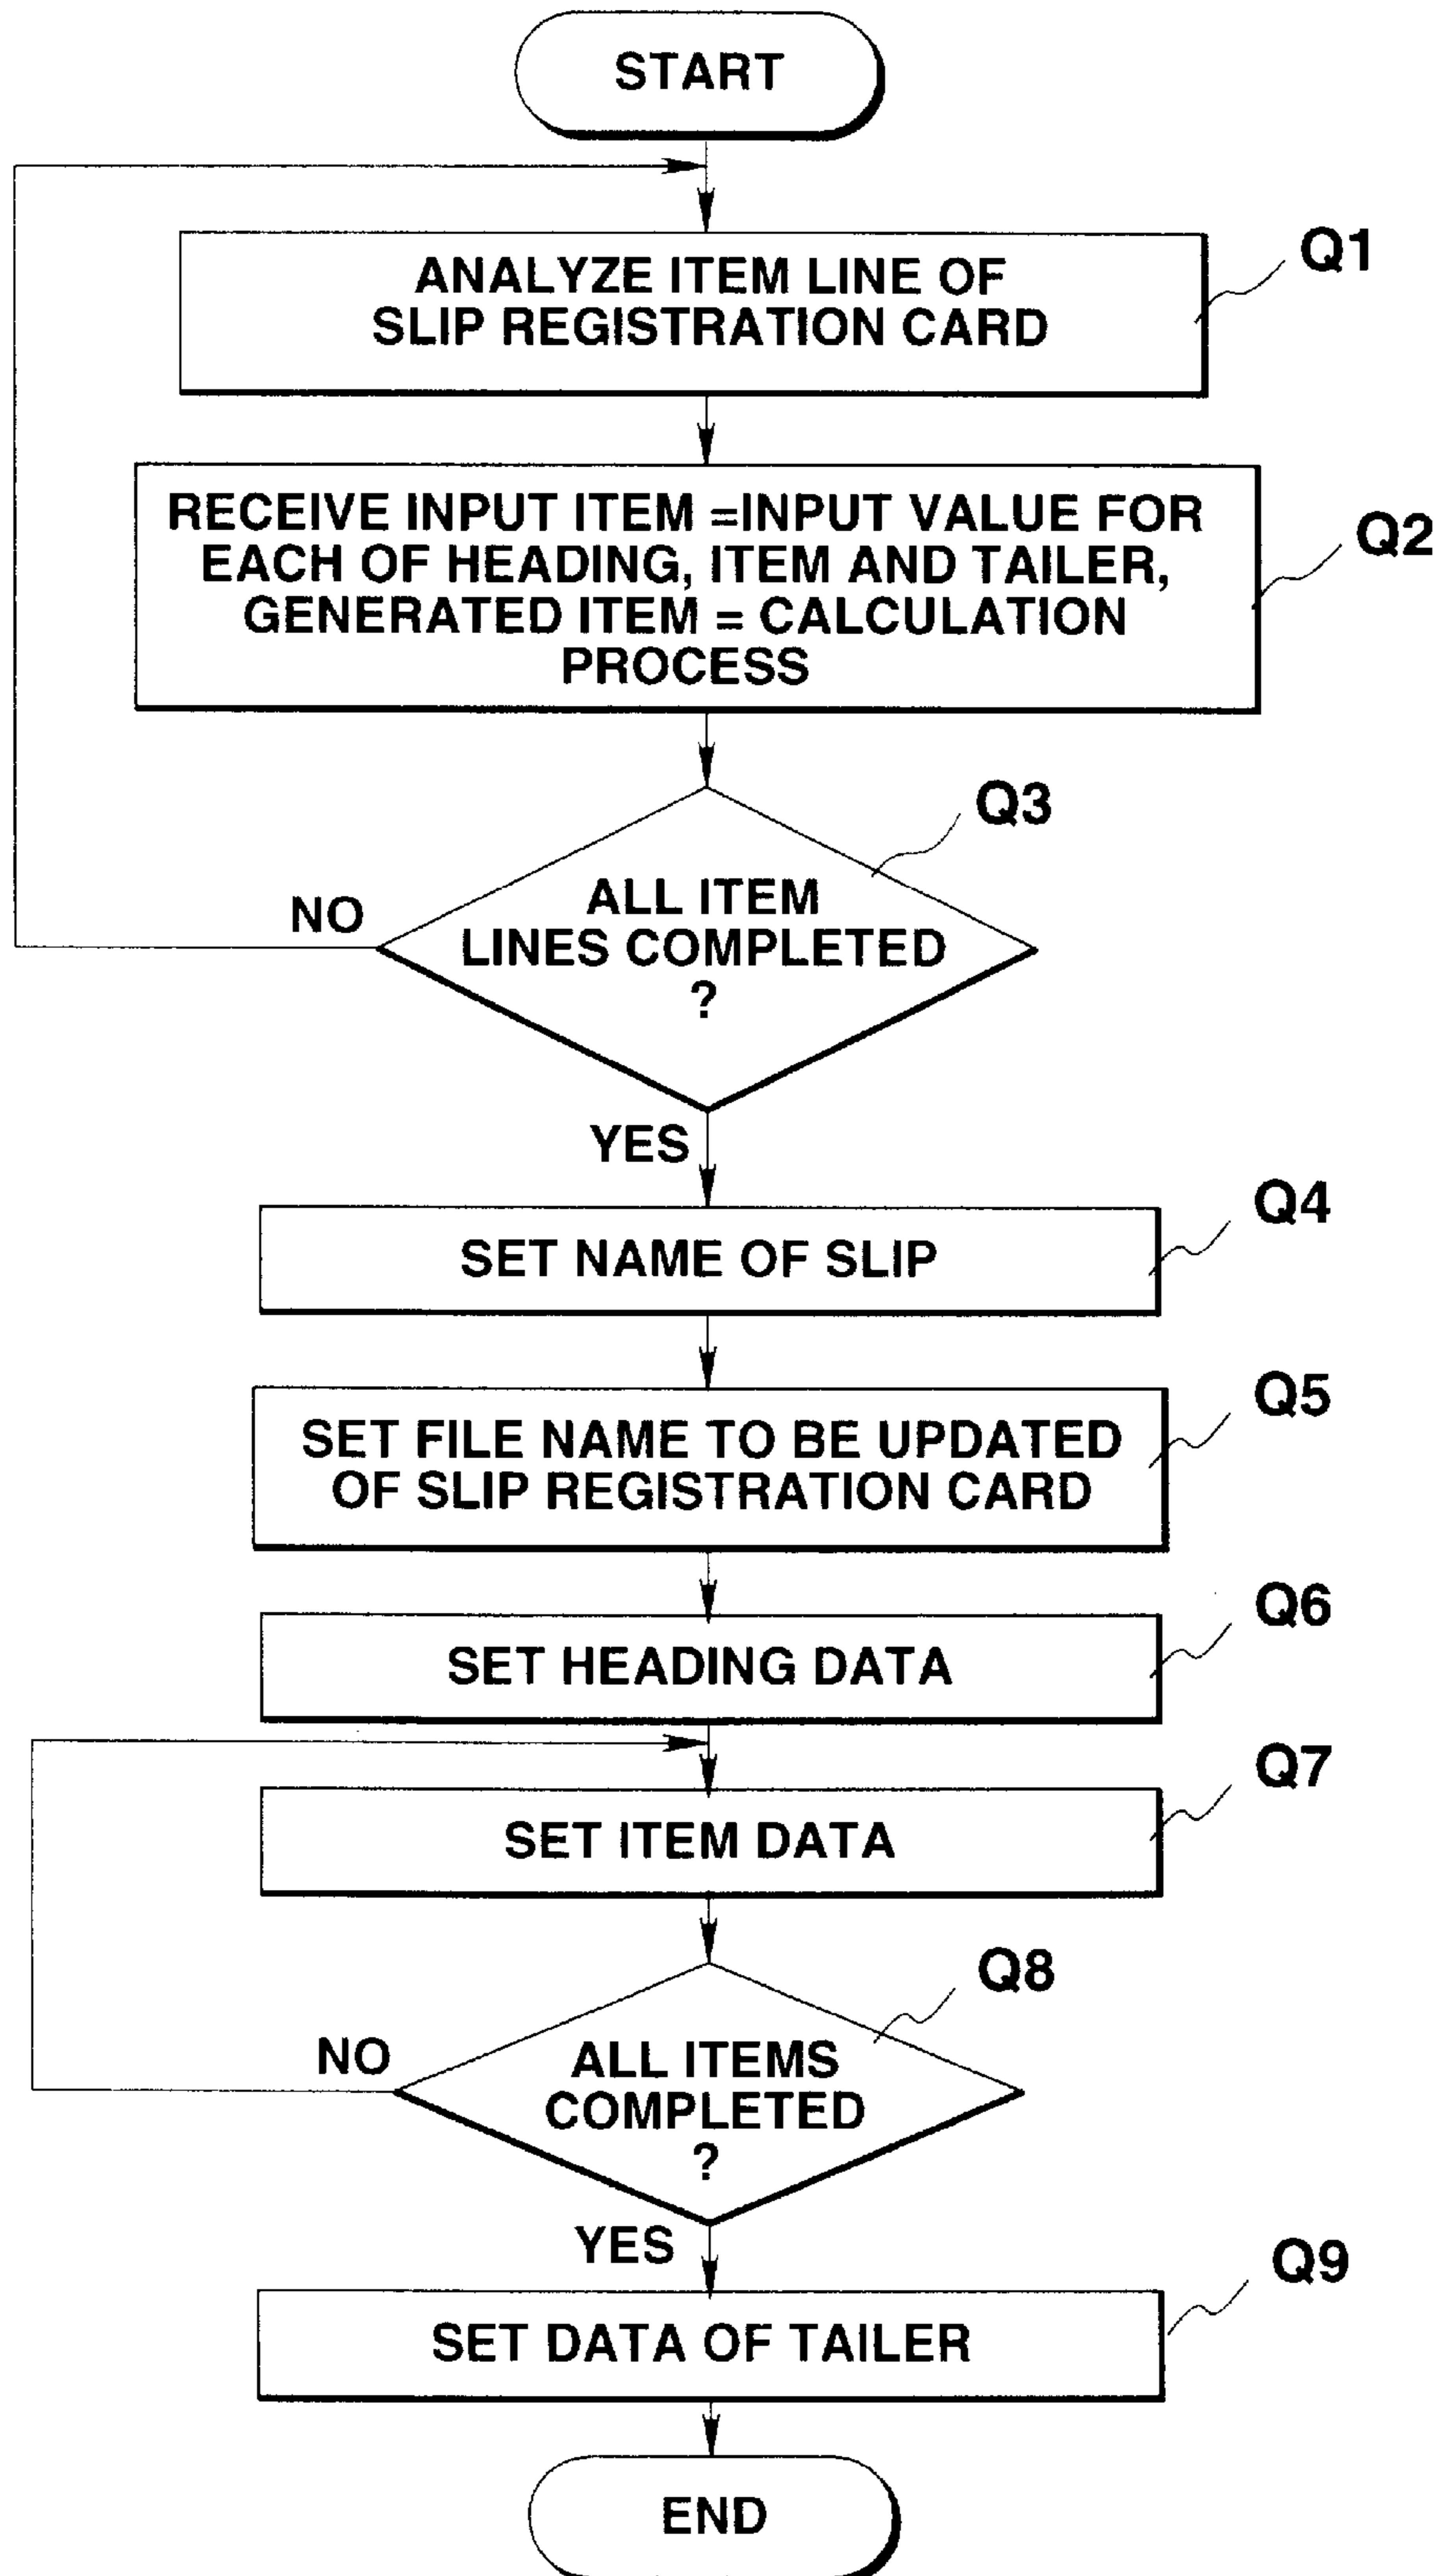 START
ANALYZE ITEM LINE OF
SLIP REGISTRATION CARD
Q1
RECEIVE INPUT ITEM =INPUT VALUE FOR
EACH OF HEADING, ITEM AND TAILER,
GENERATED ITEM = CALCULATION
PROCESS
Q2
Q3
ALL ITEM
LINES COMPLETED
?
NO
YES
Q4
SET NAME OF SLIP
Q5
SET FILE NAME TO BE UPDATED
OF SLIP REGISTRATION CARD
Q6
SET HEADING DATA
Q7
SET ITEM DATA
Q8
ALL ITEMS
COMPLETED
?
NO
YES
Q9
SET DATA OF TAILER
END